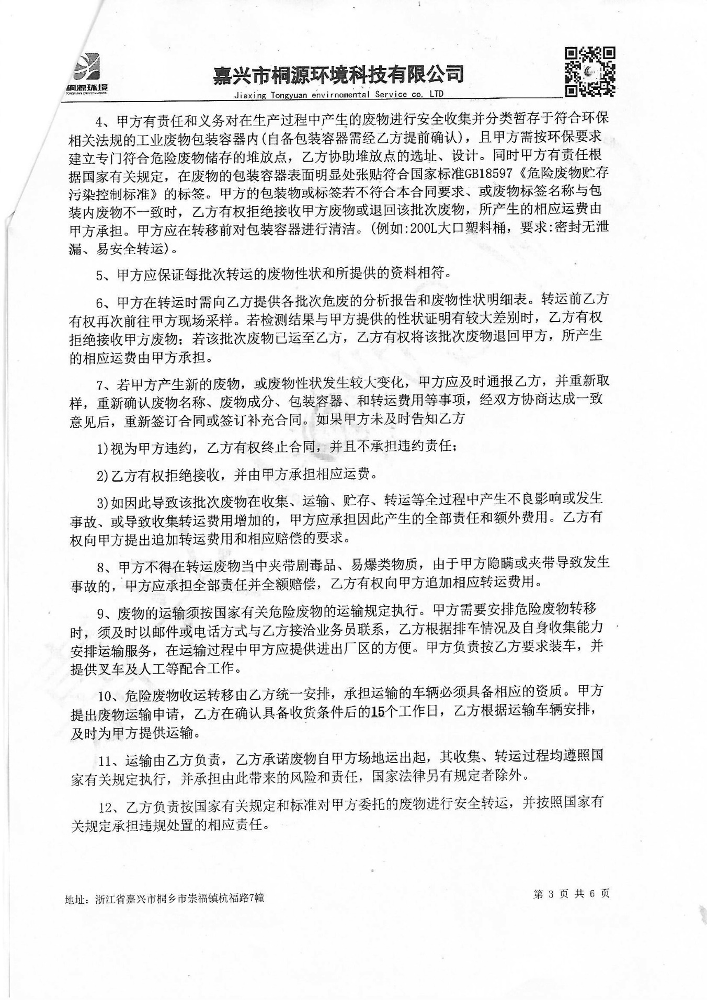 桐源环境
TONGYUAN ENVIRONMENTAL
嘉兴市桐源环境科技有限公司
Jiaxing Tongyuan envirnomental Service co, LTD
4、甲方有责任和义务对在生产过程中产生的废物进行安全收集并分类暂存于符合环保
相关法规的工业废物包装容器内(自备包装容器需经乙方提前确认)，且甲方需按环保要求
建立专门符合危险废物储存的堆放点，乙方协助堆放点的选址、设计。同时甲方有责任根
据国家有关规定，在废物的包装容器表面明显处张贴符合国家标准GB18597《危险废物贮存
污染控制标准》的标签。甲方的包装物或标签若不符合本合同要求、或废物标签名称与包
装内废物不一致时，乙方有权拒绝接收甲方废物或退回该批次废物，所产生的相应运费由
甲方承担。甲方应在转移前对包装容器进行清洁。(例如:200L大口塑料桶，要求:密封无泄
漏、易安全转运)。
5、甲方应保证每批次转运的废物性状和所提供的资料相符。
6、甲方在转运时需向乙方提供各批次危废的分析报告和废物性状明细表。转运前乙方
有权再次前往甲方现场采样。若检测结果与甲方提供的性状证明有较大差别时，乙方有权
拒绝接收甲方废物；若该批次废物已运至乙方，乙方有权将该批次废物退回甲方，所产生
的相应运费由甲方承担。
7、若甲方产生新的废物，或废物性状发生较大变化，甲方应及时通报乙方，并重新取
样，重新确认废物名称、废物成分、包装容器、和转运费用等事项，经双方协商达成一致
意见后，重新签订合同或签订补充合同。如果甲方未及时告知乙方
1)视为甲方违约，乙方有权终止合同，并且不承担违约责任；
2)乙方有权拒绝接收，并由甲方承担相应运费。
3)如因此导致该批次废物在收集、运输、贮存、转运等全过程中产生不良影响或发生
事故、或导致收集转运费用增加的，甲方应承担因此产生的全部责任和额外费用。乙方有
权向甲方提出追加转运费用和相应赔偿的要求。
8、甲方不得在转运废物当中夹带剧毒品、易爆类物质，由于甲方隐瞒或夹带导致发生
事故的，甲方应承担全部责任并全额赔偿，乙方有权向甲方追加相应转运费用。
9、废物的运输须按国家有关危险废物的运输规定执行。甲方需要安排危险废物转移
时，须及时以邮件或电话方式与乙方接洽业务员联系，乙方根据排车情况及自身收集能力
安排运输服务，在运输过程中甲方应提供进出厂区的方便。甲方负责按乙方要求装车，并
提供叉车及人工等配合工作。
10、危险废物收运转移由乙方统一安排，承担运输的车辆必须具备相应的资质。甲方
提出废物运输申请，乙方在确认具备收货条件后的15个工作日，乙方根据运输车辆安排，
及时为甲方提供运输。
11、运输由乙方负责，乙方承诺废物自甲方场地运出起，其收集、转运过程均遵照国
家有关规定执行，并承担由此带来的风险和责任，国家法律另有规定者除外。
12、乙方负责按国家有关规定和标准对甲方委托的废物进行安全转运，并按照国家有
关规定承担违规处置的相应责任。
地址：浙江省嘉兴市桐乡市崇福镇杭福路7幢
第 3 页 共 6 页